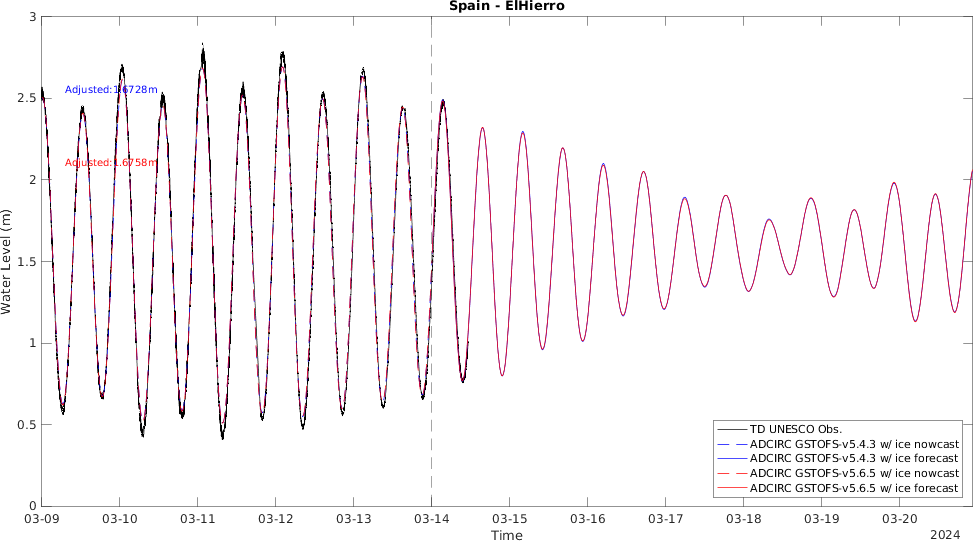 Spain - ElHierro
3
2.5
2
1.5
1
0.5
0
Water Level (m)
Adjusted:1.6728m
Adjusted:1.6758m
TD UNESCO Obs.
ADCIRC GSTOFS-v5.4.3 w/ ice nowcast
ADCIRC GSTOFS-v5.4.3 w/ ice forecast
ADCIRC GSTOFS-v5.6.5 w/ ice nowcast
ADCIRC GSTOFS-v5.6.5 w/ ice forecast
03-09 03-10 03-11 03-12 03-13 03-14 03-15 03-16 03-17 03-18 03-19 03-20
Time
2024